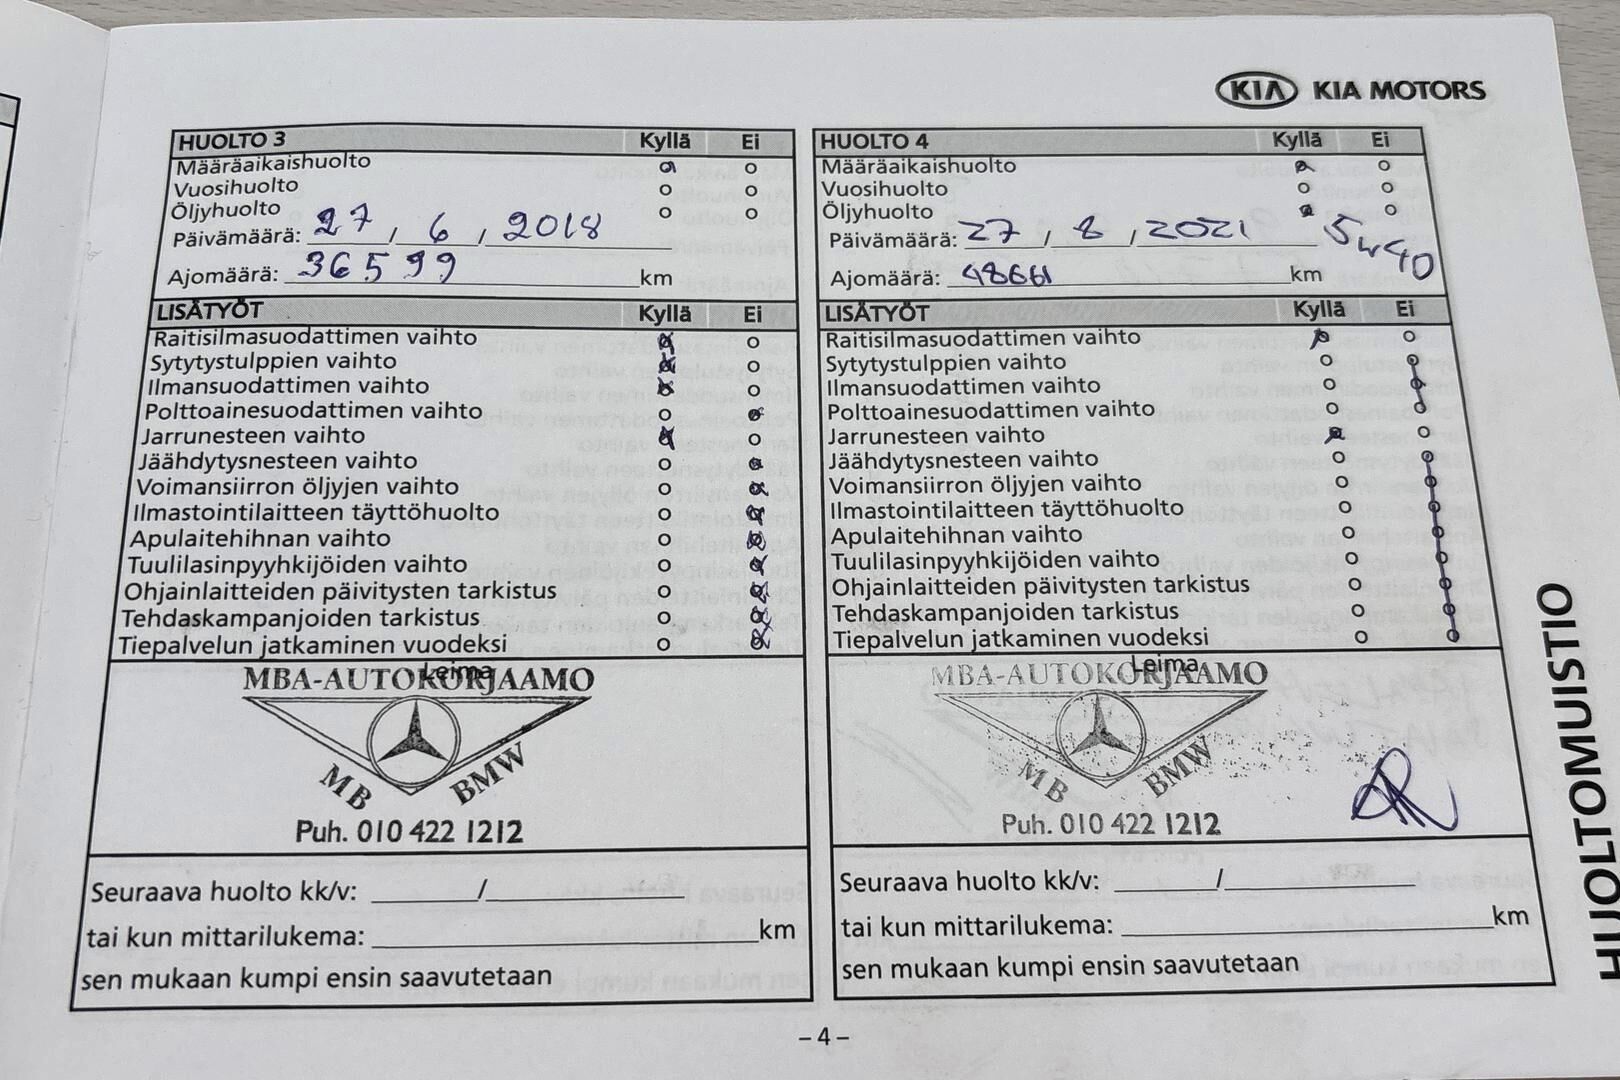 KIA KIA MOTORS
HUOLTO 3 Kyllä Ei
Määräaikaishuolto
Vuosihuolto
Öljyhuolto
Päivämäärä: 27 / 6 , 2018
Ajomäärä: 36599 km
LISÄTYÖT Kyllä Ei
Raitisilmasuodattimen vaihto
Sytytystulppien vaihto
Ilmansuodattimen vaihto
Polttoainesuodattimen vaihto
Jarrunesteen vaihto
Jäähdytysnesteen vaihto
Voimansiirron öljyjen vaihto
Ilmastointilaitteen täyttöhuolto
Apulaitehihnan vaihto
Tuulilasinpyyhkijöiden vaihto
Ohjainlaitteiden päivitysten tarkistus
Tehdaskampanjoiden tarkistus
Tiepalvelun jatkaminen vuodeksi
Leima
MBA-AUTOKORJAAMO
MB BMW
Puh. 010 422 1212
Seuraava huolto kk/v: /
tai kun mittarilukema: km
sen mukaan kumpi ensin saavutetaan
HUOLTO 4 Kyllä Ei
Määräaikaishuolto
Vuosihuolto
Öljyhuolto
Päivämäärä: 27 / 8 / 2021 5w40
Ajomäärä: 48661 km
LISÄTYÖT Kyllä Ei
Raitisilmasuodattimen vaihto
Sytytystulppien vaihto
Ilmansuodattimen vaihto
Polttoainesuodattimen vaihto
Jarrunesteen vaihto
Jäähdytysnesteen vaihto
Voimansiirron öljyjen vaihto
Ilmastointilaitteen täyttöhuolto
Apulaitehihnan vaihto
Tuulilasinpyyhkijöiden vaihto
Ohjainlaitteiden päivitysten tarkistus
Tehdaskampanjoiden tarkistus
Tiepalvelun jatkaminen vuodeksi
Leima
MBA-AUTOKORJAAMO
MB BMW
Puh. 010 422 1212
Seuraava huolto kk/v: /
tai kun mittarilukema: km
sen mukaan kumpi ensin saavutetaan
HUOLTOMUISTIO
– 4 –